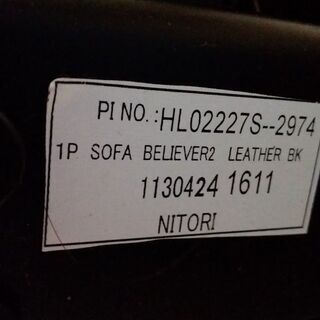 PI NO.:HL02227S--2974
1P SOFA BELIEVER2 LEATHER BK
1130424 1611
NITORI